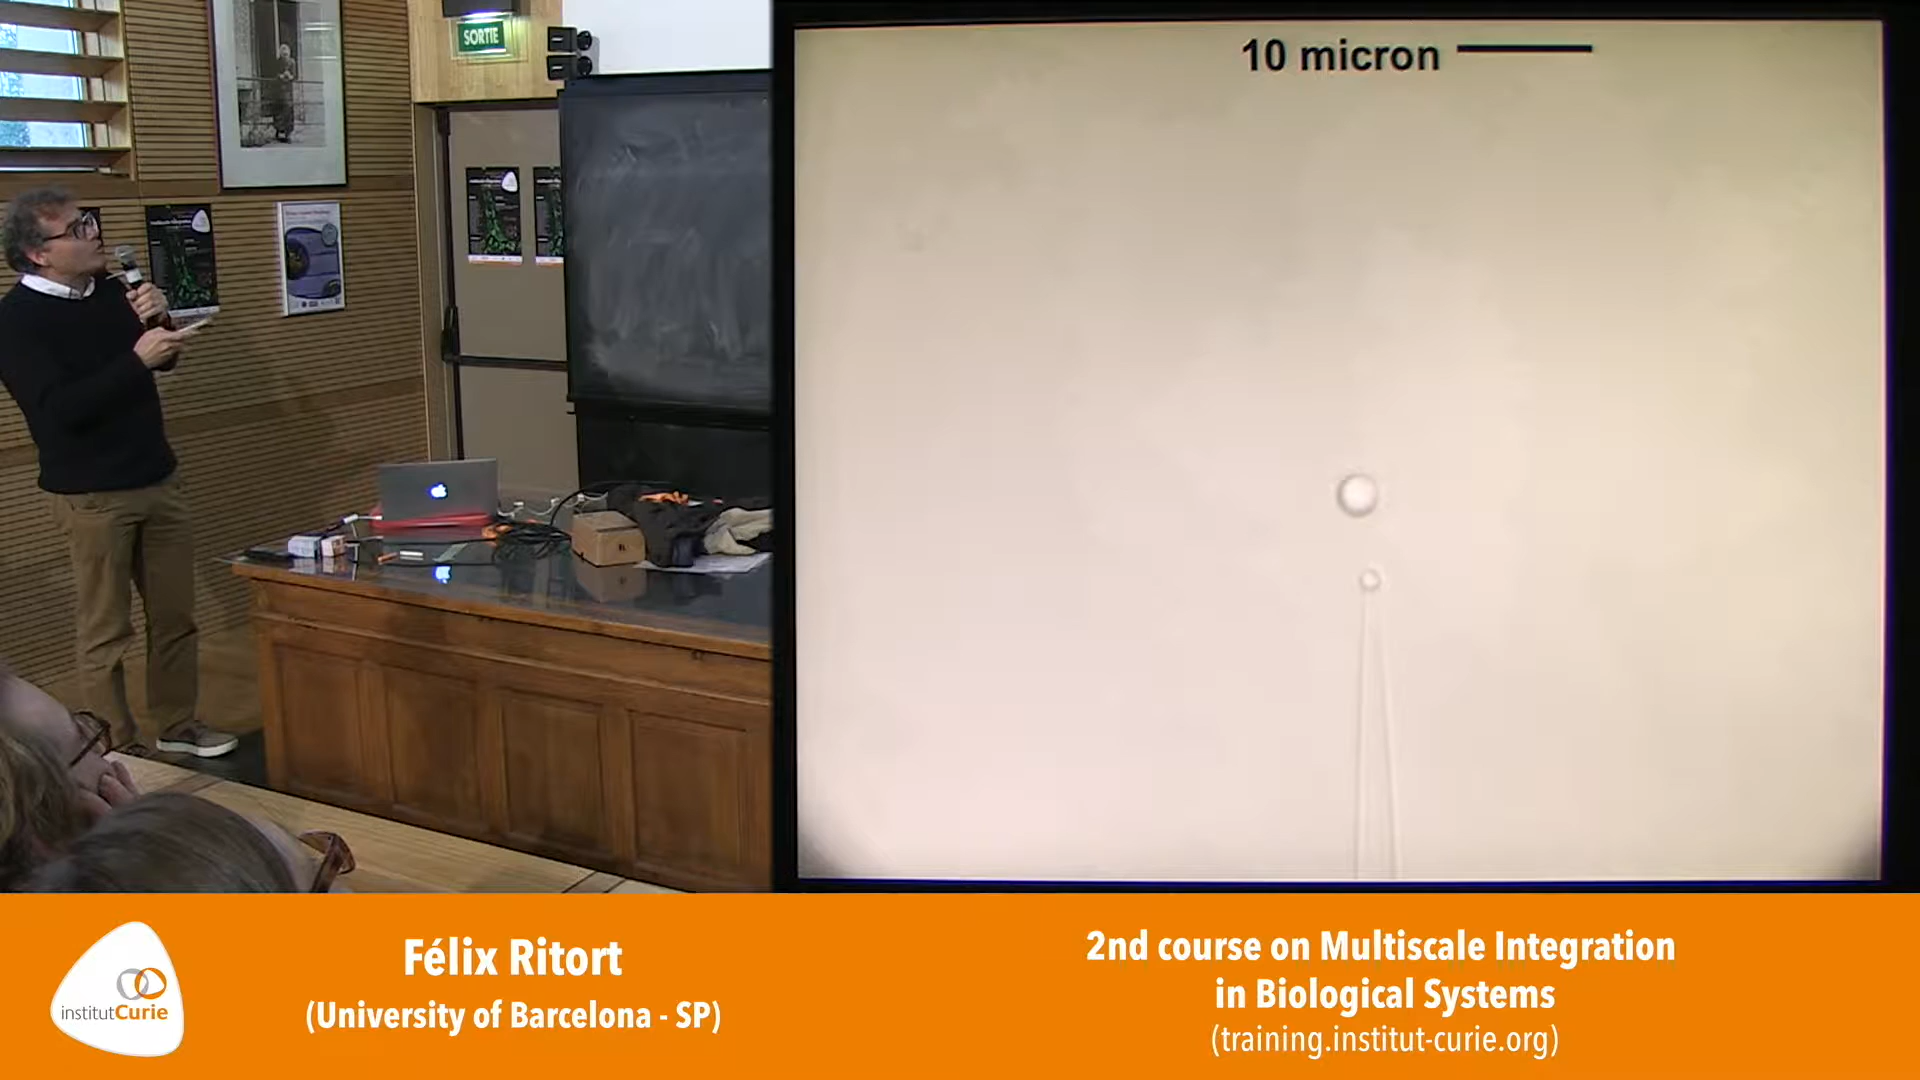 SORTIE
10 micron
institutCurie
Félix Ritort
(University of Barcelona - SP)
2nd course on Multiscale Integration
in Biological Systems
(training.institut-curie.org)